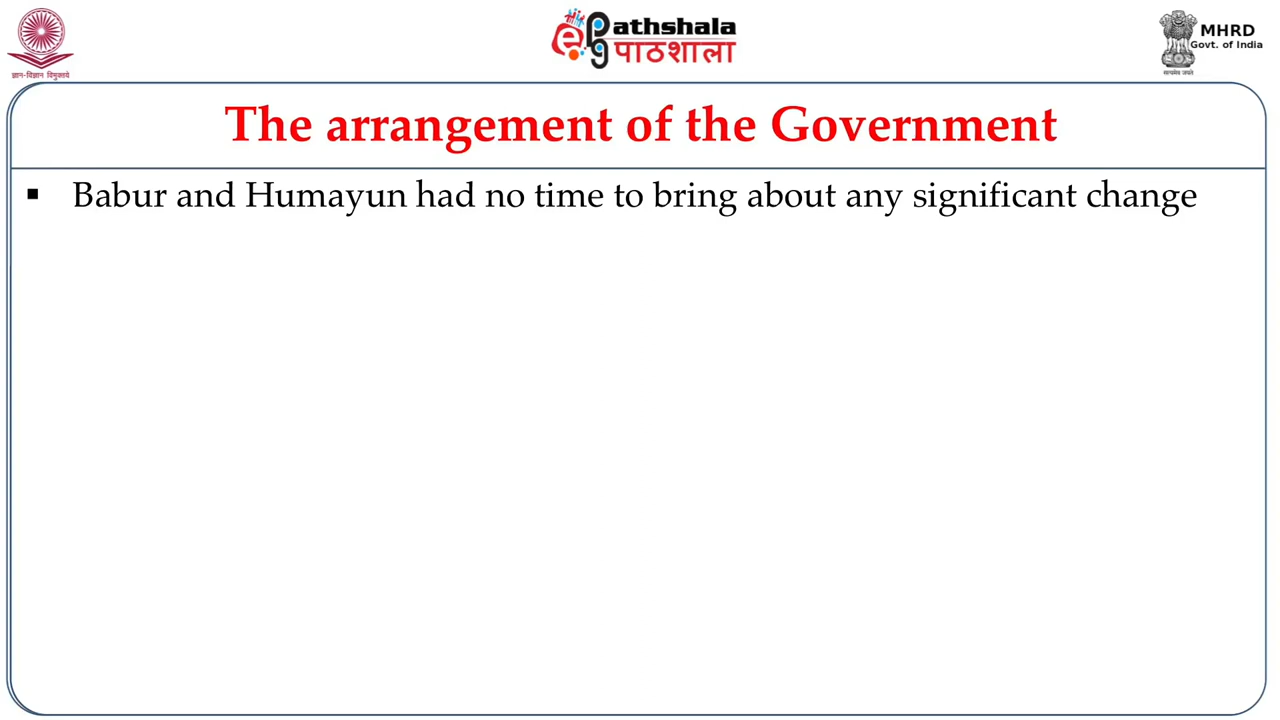 ePathshala
पाठशाला
MHRD
Govt. of India
ज्ञान-विज्ञान विमुक्तये
सत्यमेव जयते
The arrangement of the Government
▪ Babur and Humayun had no time to bring about any significant change